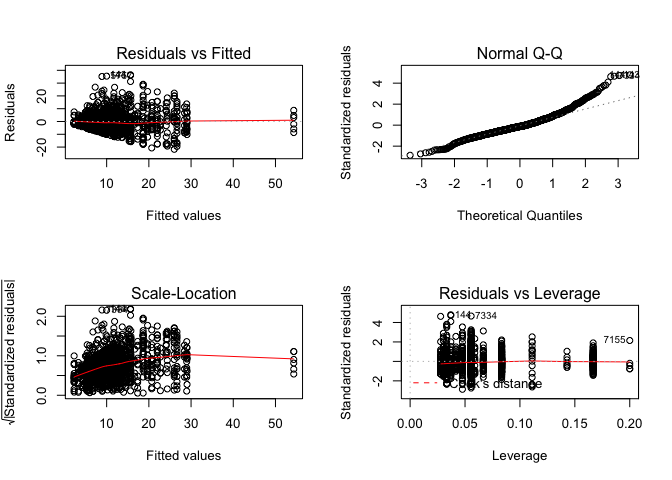 Residuals vs Fitted
Residuals
-20 0 20
10 20 30 40 50
Fitted values
Normal Q-Q
Standardized residuals
-2 0 2 4
-3 -2 -1 0 1 2 3
Theoretical Quantiles
Scale-Location
√|Standardized residuals|
0.0 1.0 2.0
10 20 30 40 50
Fitted values
Residuals vs Leverage
Standardized residuals
-2 0 2 4
7334
7155
Cook's distance
0.00 0.05 0.10 0.15 0.20
Leverage